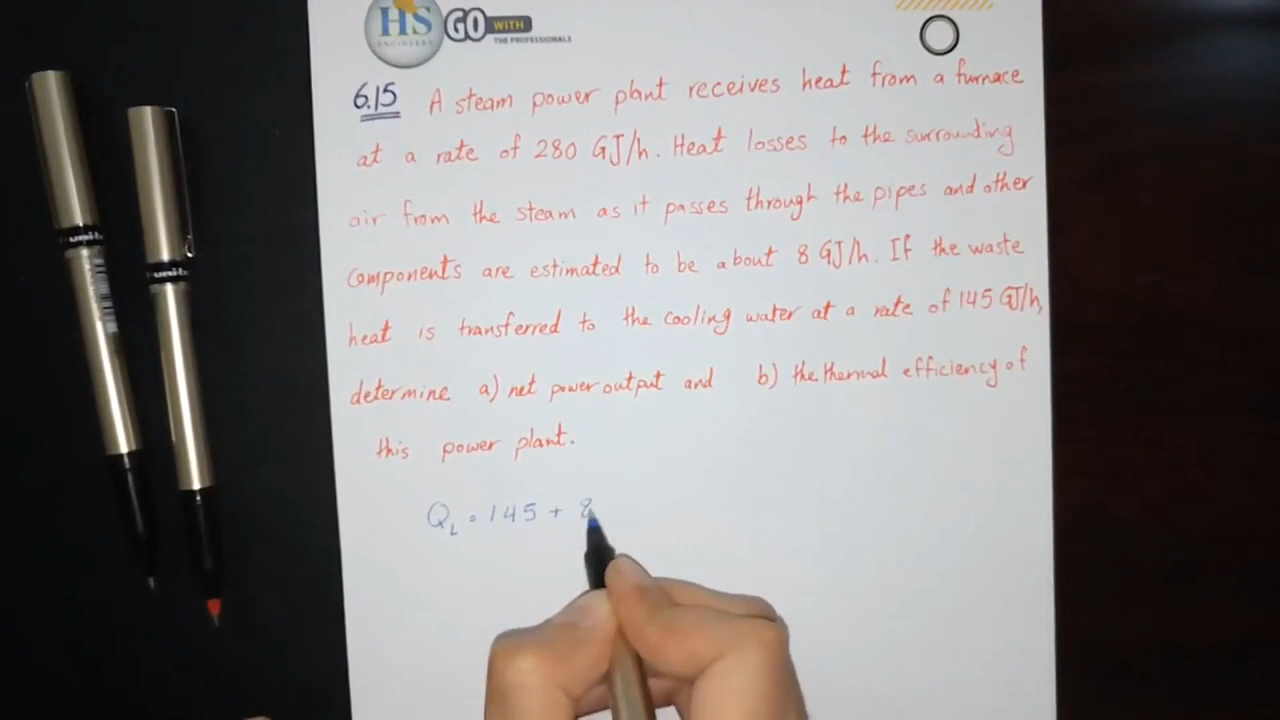 HS
ENGINEERS
GO WITH
THE PROFESSIONALS
6.15 A steam power plant receives heat from a furnace
at a rate of 280 GJ/h. Heat losses to the surrounding
air from the steam as it passes through the pipes and other
components are estimated to be about 8 GJ/h. If the waste
heat is transferred to the cooling water at a rate of 145 GJ/h,
determine a) net power output and b) the thermal efficiency of
this power plant.
Q_L = 145 + 8